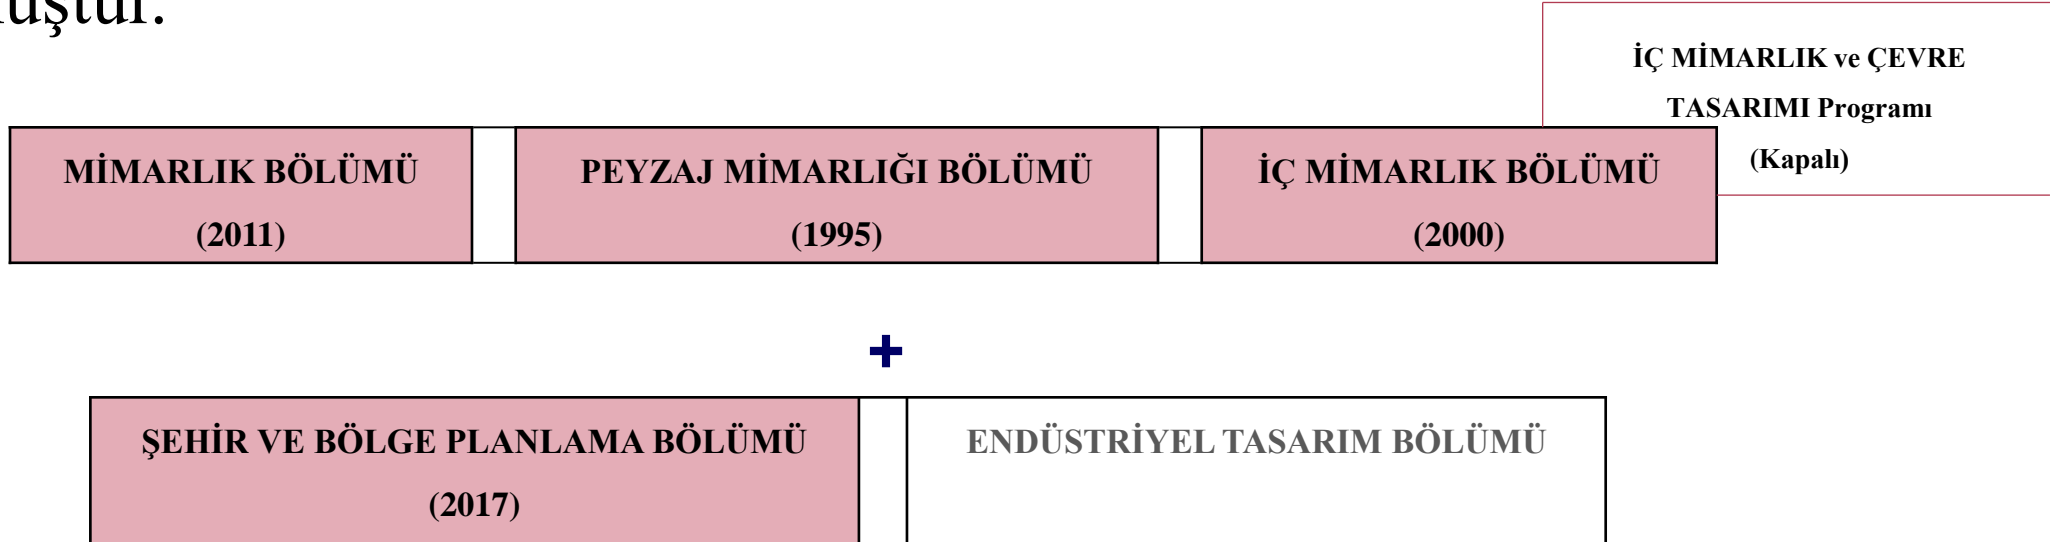 İÇ MİMARLIK ve ÇEVRE
TASARIMI Programı
(Kapalı)
MİMARLIK BÖLÜMÜ
(2011)
PEYZAJ MİMARLIĞI BÖLÜMÜ
(1995)
İÇ MİMARLIK BÖLÜMÜ
(2000)
+
ŞEHİR VE BÖLGE PLANLAMA BÖLÜMÜ
(2017)
ENDÜSTRİYEL TASARIM BÖLÜMÜ